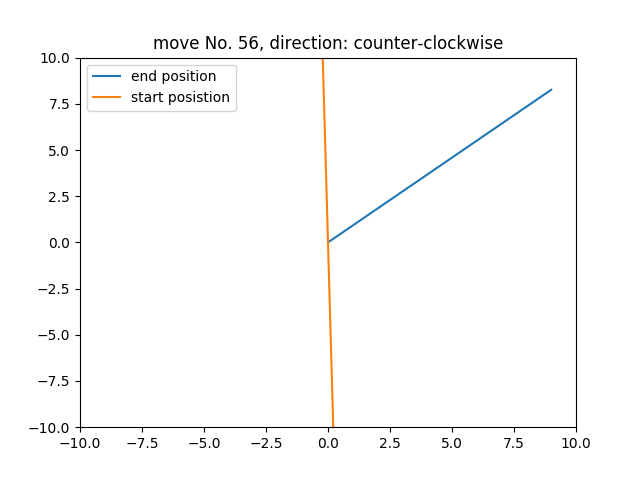 move No. 56, direction: counter-clockwise
end position
start posistion
10.0
7.5
5.0
2.5
0.0
−2.5
−5.0
−7.5
−10.0
−10.0 −7.5 −5.0 −2.5 0.0 2.5 5.0 7.5 10.0